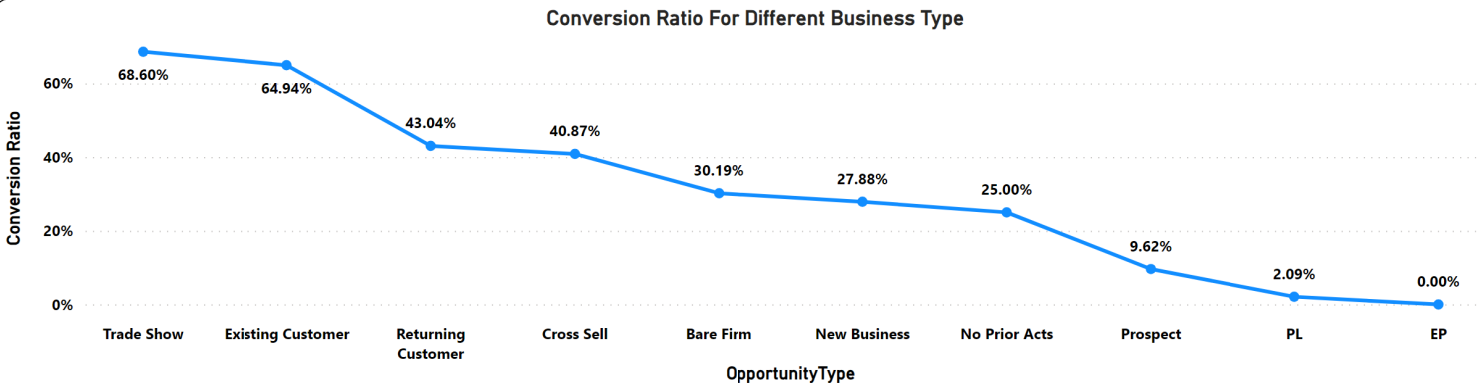 Conversion Ratio For Different Business Type
Conversion Ratio
60%
40%
20%
0%
68.60%
64.94%
43.04%
40.87%
30.19%
27.88%
25.00%
9.62%
2.09%
0.00%
Trade Show
Existing Customer
Returning
Customer
Cross Sell
Bare Firm
New Business
No Prior Acts
Prospect
PL
EP
OpportunityType